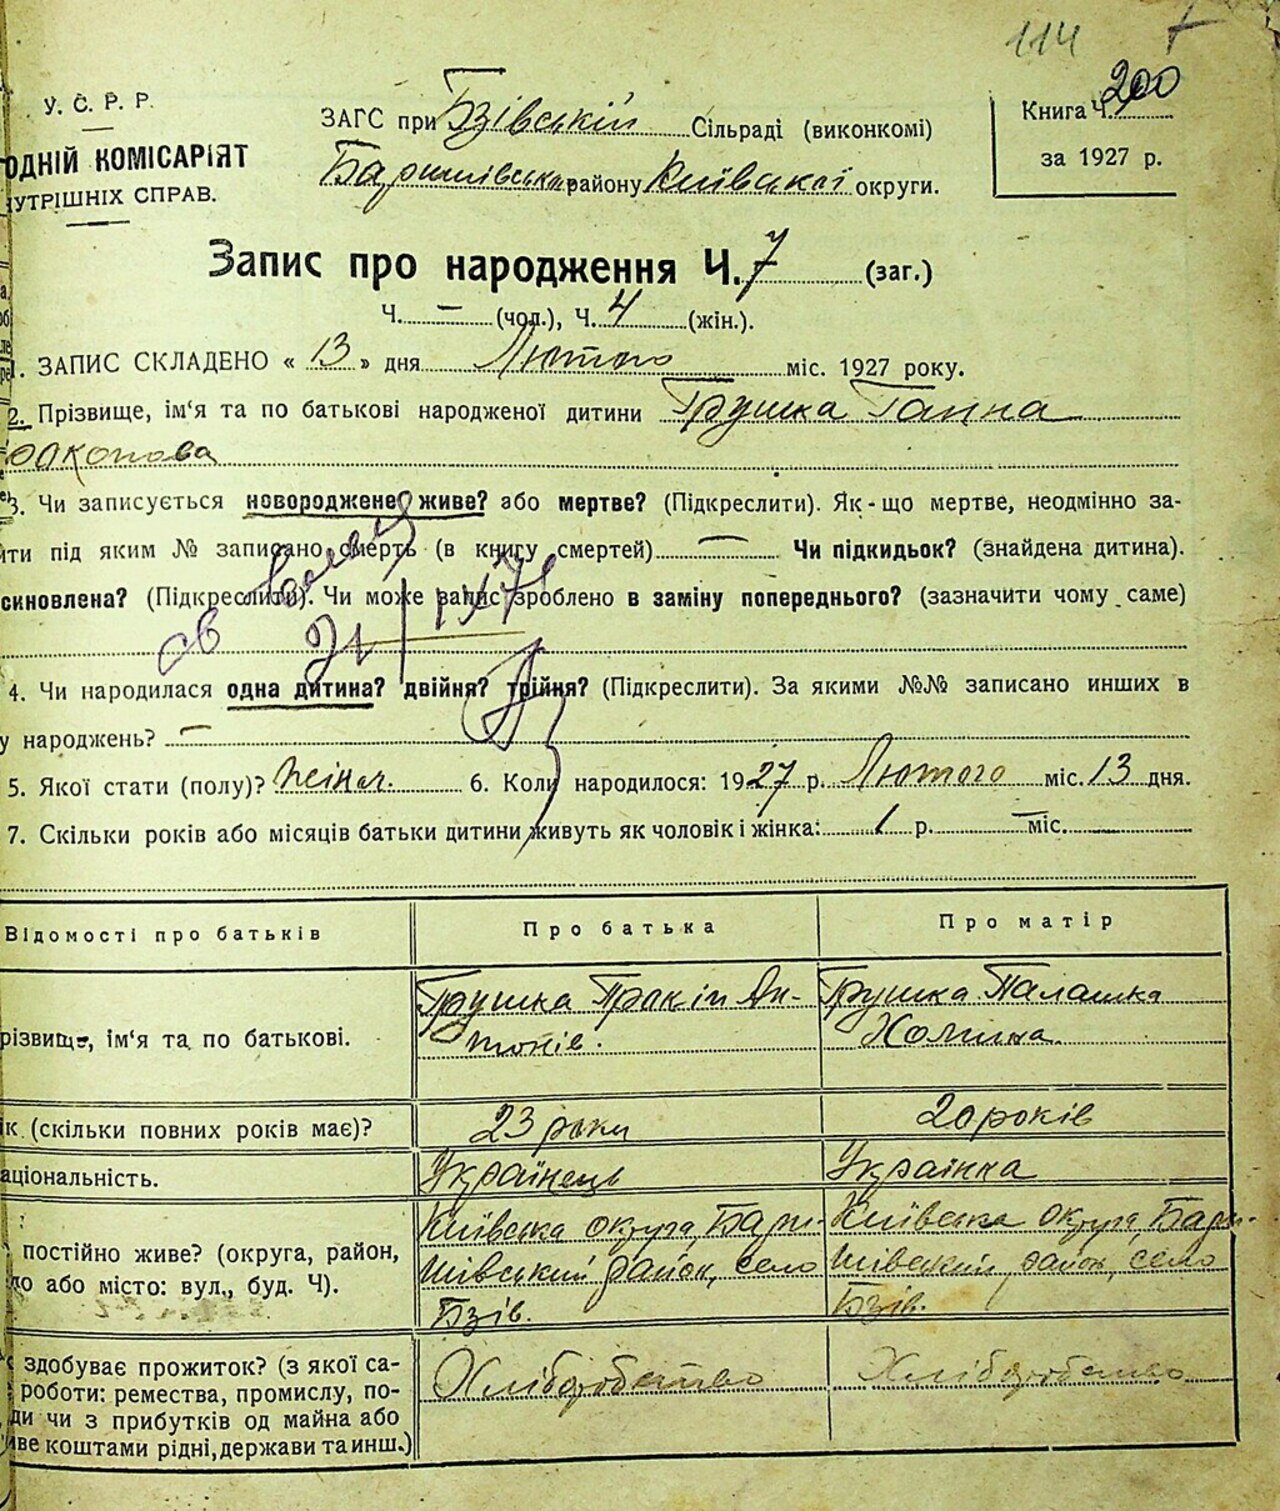 114
У. С. Р. Р.
ОДНІЙ КОМІСАРІЯТ
УТРІШНІХ СПРАВ.
ЗАГС при Бзівській Сільраді (виконкомі)
Баришівськ. району Київської округи.
Книга Ч. 200
за 1927 р.
Запис про народження Ч. 7 (заг.)
Ч. — (чол.), Ч. 4 (жін.).
1. ЗАПИС СКЛАДЕНО « 13 » дня Лютого міс. 1927 року.
2. Прізвище, ім'я та по батькові народженої дитини Грушка Ганна
ракопова
3. Чи записується новороджене живе? або мертве? (Підкреслити). Як-що мертве, неодмінно за-
ити під яким № записано смерть (в книгу смертей) — Чи підкидьок? (знайдена дитина).
синовлена? (Підкреслити). Чи може запис зроблено в заміну попереднього? (зазначити чому саме)
4. Чи народилася одна дитина? двійня? трійня? (Підкреслити). За якими №№ записано инших в
у народжень? —
5. Якої стати (полу)? жіноч. 6. Коли народилося: 1927 р. Лютого міс. 13 дня.
7. Скільки років або місяців батьки дитини живуть як чоловік і жінка: 1 р. — міс.
Відомості про батьків
Про батька
Про матір
різвище, ім'я та по батькові.
Грушка Пракіп Ан-
тонів.
Грушка Палашка
Хомина.
ік (скільки повних років має)?
23 роки
20 років
аціональність.
Українець
Українка
постійно живе? (округа, район,
ло або місто: вул., буд. Ч).
Київська округа, Бари-
шівський район, село
Бзів.
Київська округа, Бари-
шівський район, село
Бзів.
здобуває прожиток? (з якої са-
роботи: ремества, промислу, по-
ди чи з прибутків од майна або
иве коштами рідні, держави та инш.)
Хліборобство
Хліборобство